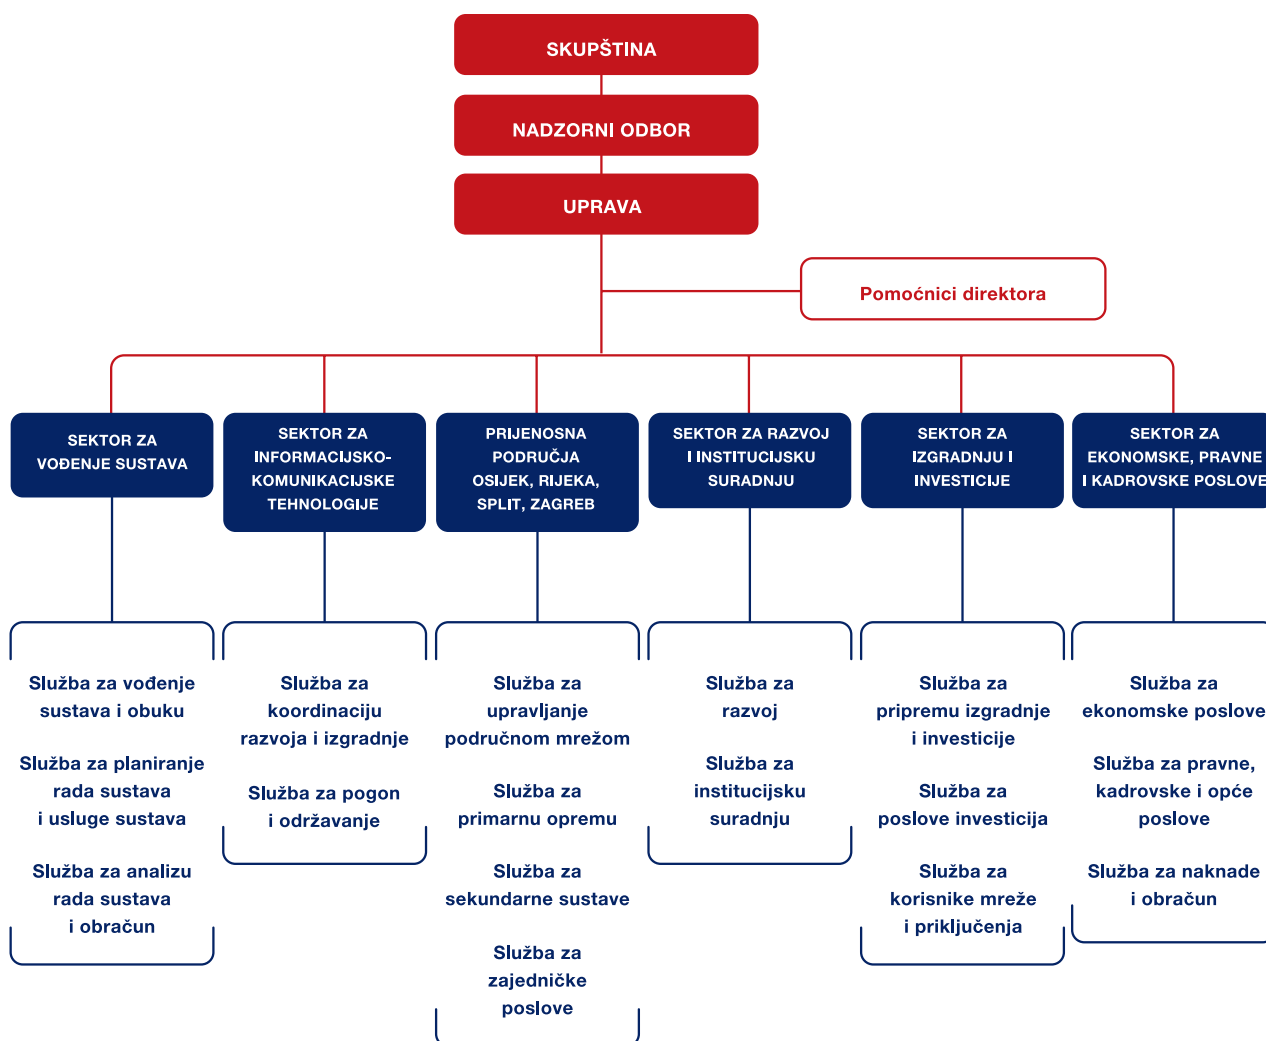 SKUPŠTINA
NADZORNI ODBOR
UPRAVA
Pomoćnici direktora
SEKTOR ZA
VOĐENJE SUSTAVA
SEKTOR ZA
INFORMACIJSKO-
KOMUNIKACIJSKE
TEHNOLOGIJE
PRIJENOSNA
PODRUČJA
OSIJEK, RIJEKA,
SPLIT, ZAGREB
SEKTOR ZA RAZVOJ
I INSTITUCIJSKU
SURADNJU
SEKTOR ZA
IZGRADNJU I
INVESTICIJE
SEKTOR ZA
EKONOMSKE, PRAVNE
I KADROVSKE POSLOVE
Služba za vođenje
sustava i obuku
Služba za planiranje
rada sustava
i usluge sustava
Služba za analizu
rada sustava
i obračun
Služba za
koordinaciju
razvoja i izgradnje
Služba za pogon
i održavanje
Služba za
upravljanje
područnom mrežom
Služba za
primarnu opremu
Služba za
sekundarne sustave
Služba za
zajedničke
poslove
Služba za
razvoj
Služba za
institucijsku
suradnju
Služba za
pripremu izgradnje
i investicije
Služba za
poslove investicija
Služba za
korisnike mreže
i priključenja
Služba za
ekonomske poslove
Služba za pravne,
kadrovske i opće
poslove
Služba za naknade
i obračun